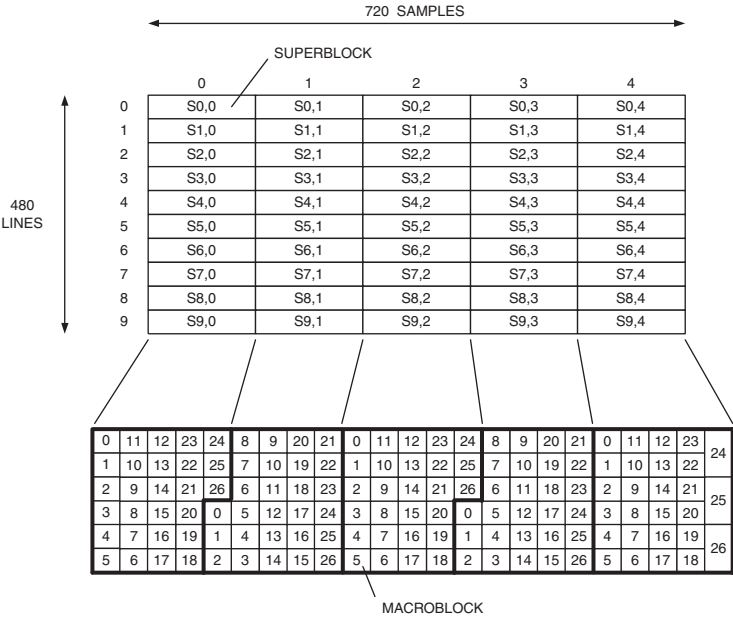 720 SAMPLES
SUPERBLOCK
0 1 2 3 4
0 S0,0 S0,1 S0,2 S0,3 S0,4
1 S1,0 S1,1 S1,2 S1,3 S1,4
2 S2,0 S2,1 S2,2 S2,3 S2,4
3 S3,0 S3,1 S3,2 S3,3 S3,4
4 S4,0 S4,1 S4,2 S4,3 S4,4
480
LINES
5 S5,0 S5,1 S5,2 S5,3 S5,4
6 S6,0 S6,1 S6,2 S6,3 S6,4
7 S7,0 S7,1 S7,2 S7,3 S7,4
8 S8,0 S8,1 S8,2 S8,3 S8,4
9 S9,0 S9,1 S9,2 S9,3 S9,4
0 11 12 23 24 8 9 20 21 0 11 12 23 24 8 9 20 21 0 11 12 23 24
1 10 13 22 25 7 10 19 22 1 10 13 22 25 7 10 19 22 1 10 13 22
2 9 14 21 26 6 11 18 23 2 9 14 21 26 6 11 18 23 2 9 14 21 25
3 8 15 20 0 5 12 17 24 3 8 15 20 0 5 12 17 24 3 8 15 20
4 7 16 19 1 4 13 16 25 4 7 16 19 1 4 13 16 25 4 7 16 19 26
5 6 17 18 2 3 14 15 26 5 6 17 18 2 3 14 15 26 5 6 17 18
MACROBLOCK